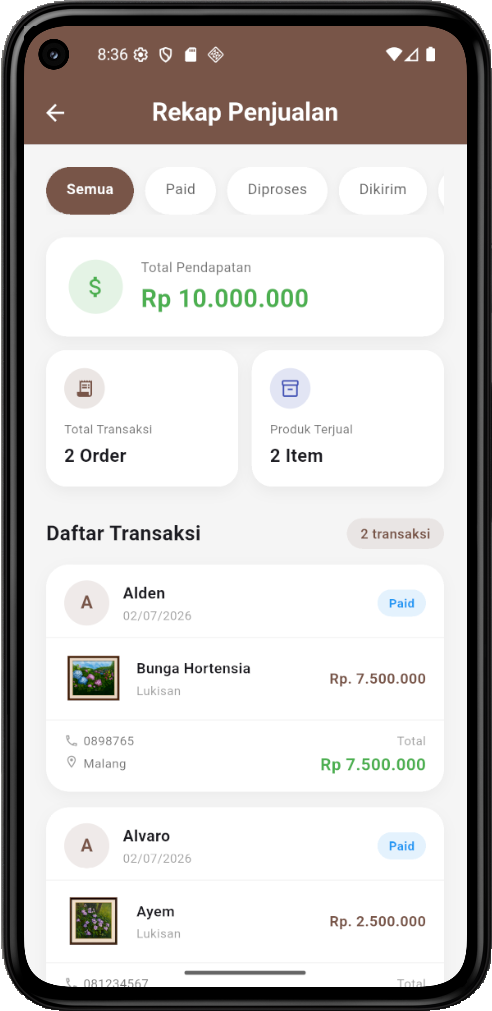 8:36
Rekap Penjualan
Semua Paid Diproses Dikirim
$
Total Pendapatan
Rp 10.000.000
Total Transaksi
2 Order
Produk Terjual
2 Item
Daftar Transaksi
2 transaksi
A
Alden
02/07/2026
Paid
Bunga Hortensia
Lukisan
Rp. 7.500.000
0898765
Malang
Total
Rp 7.500.000
A
Alvaro
02/07/2026
Paid
Ayem
Lukisan
Rp. 2.500.000
081234567
Total